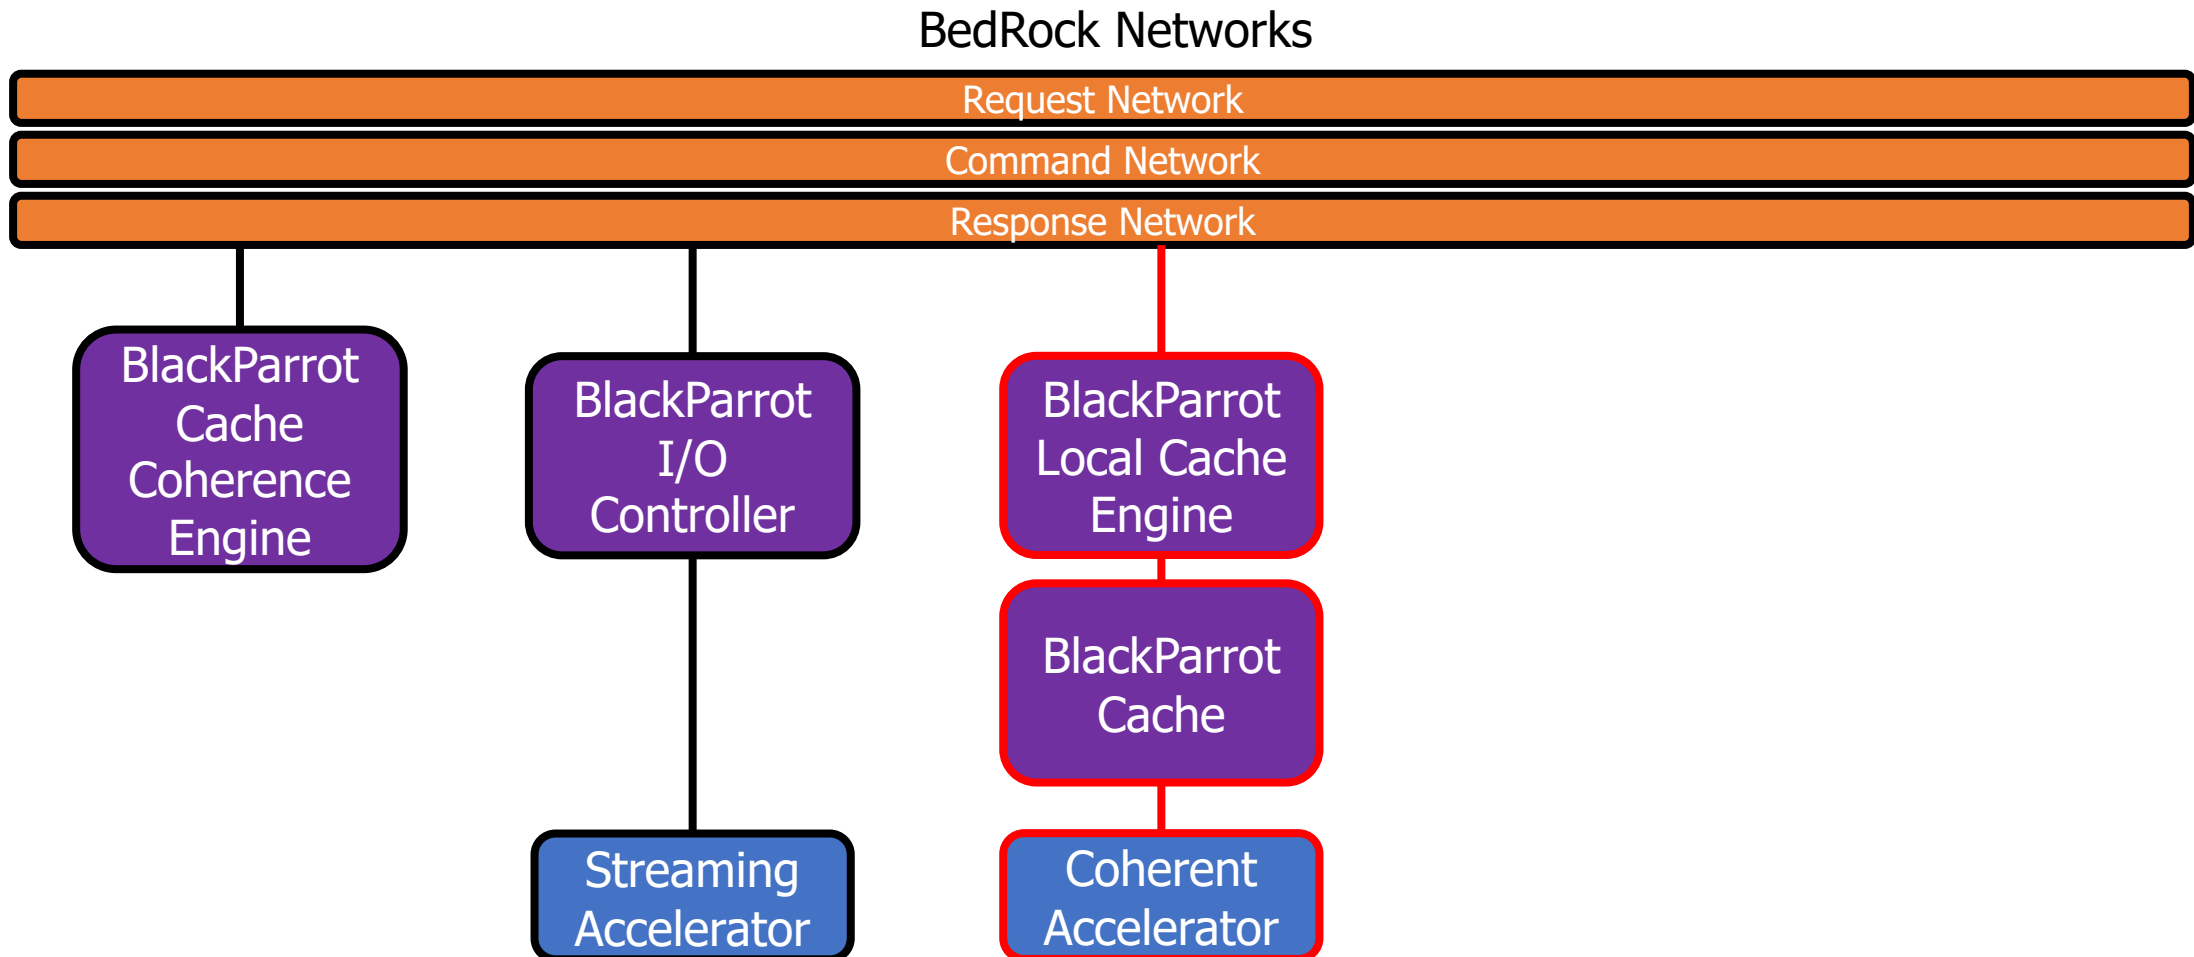 BedRock Networks
Request Network
Command Network
Response Network
BlackParrot
Cache
Coherence
Engine
BlackParrot
I/O
Controller
BlackParrot
Local Cache
Engine
BlackParrot
Cache
Streaming
Accelerator
Coherent
Accelerator